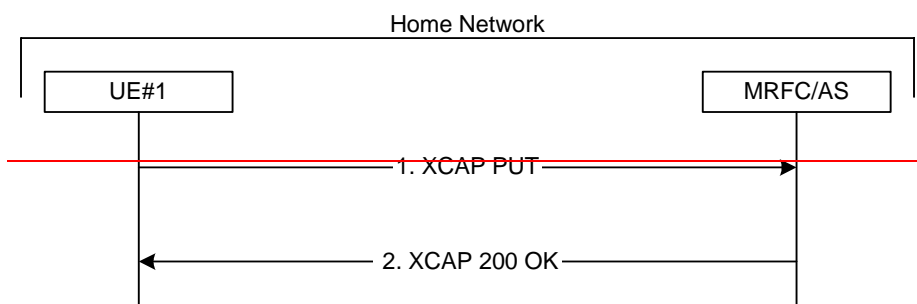 Home Network
UE#1
MRFC/AS
1. XCAP PUT
2. XCAP 200 OK